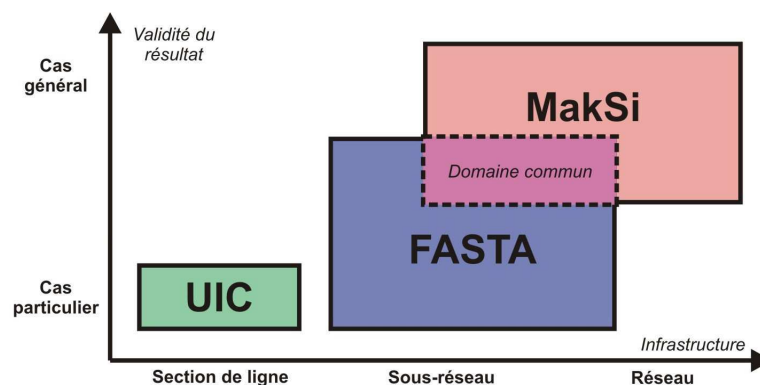 Validité du
résultat
Cas
général
MakSi
Domaine commun
FASTA
UIC
Cas
particulier
Infrastructure
Section de ligne
Sous-réseau
Réseau